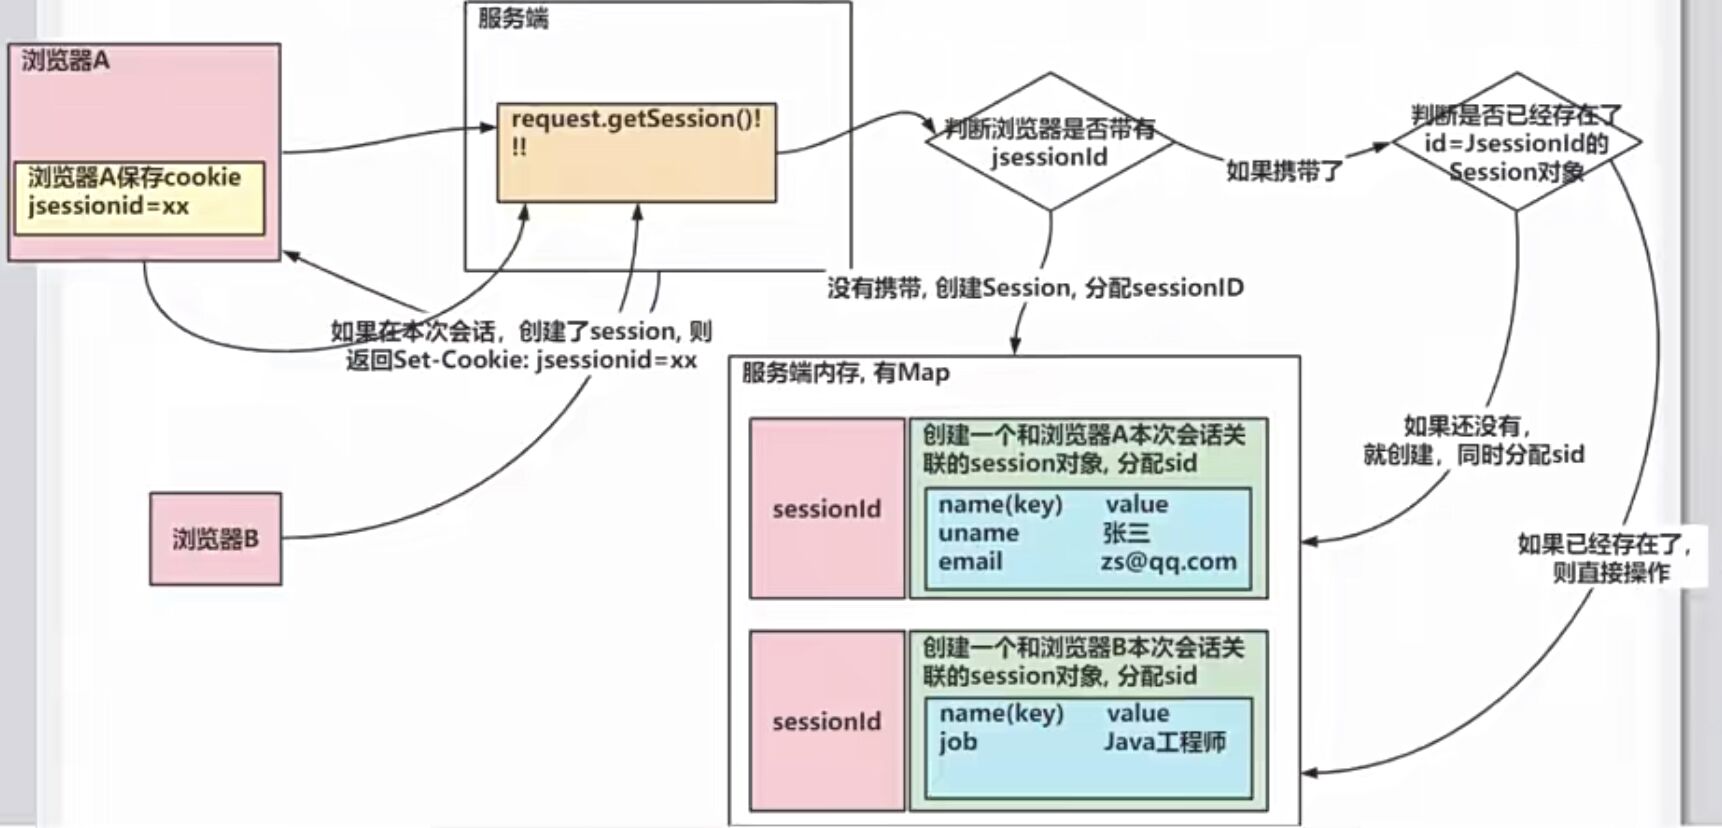 服务端
浏览器A
浏览器A保存cookie
jsessionid=xx
request.getSession()!
!!
判断浏览器是否带有
jsessionId
如果携带了
判断是否已经存在了
id=JsessionId的
Session对象
没有携带, 创建Session, 分配sessionID
如果在本次会话，创建了session, 则
返回Set-Cookie: jsessionid=xx
浏览器B
服务端内存, 有Map
sessionId
创建一个和浏览器A本次会话关
联的session对象, 分配sid
name(key) value
uname 张三
email zs@qq.com
如果还没有，
就创建，同时分配sid
如果已经存在了，
则直接操作
sessionId
创建一个和浏览器B本次会话关
联的session对象, 分配sid
name(key) value
job Java工程师